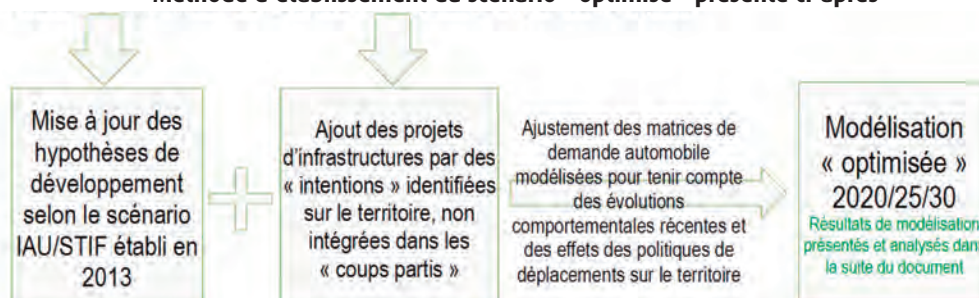 Méthode d'établissement du scénario « optimisé » présenté ci-après
Mise à jour des
hypothèses de
développement
selon le scénario
IAU/STIF établi en
2013
Ajout des projets
d'infrastructures par des
« intentions » identifiées
sur le territoire, non
intégrées dans les
« coups partis »
Ajustement des matrices de
demande automobile
modélisées pour tenir compte
des évolutions
comportementales récentes et
des effets des politiques de
déplacements sur le territoire
Modélisation
« optimisée »
2020/25/30
Résultats de modélisation
présentés et analysés dans
la suite du document